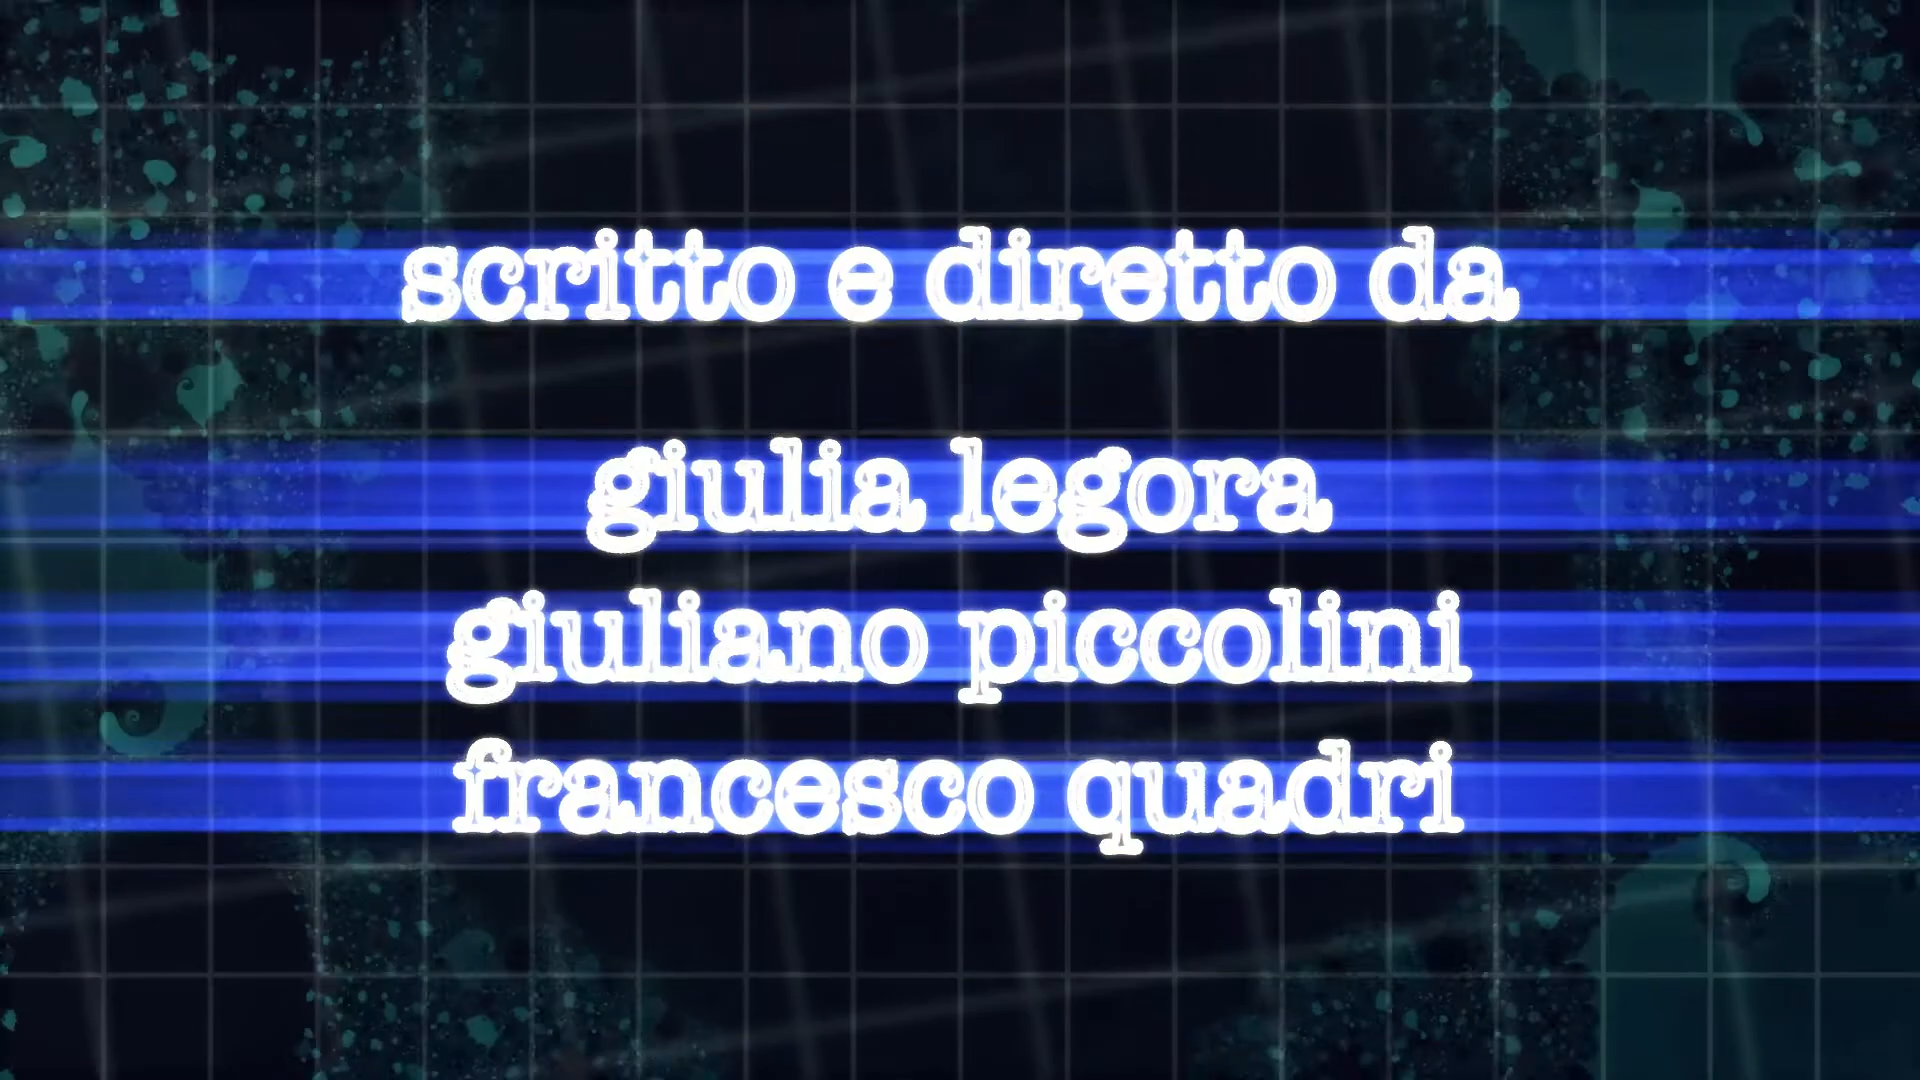 scritto e diretto da
giulia legora
giuliano piccolini
francesco quadri